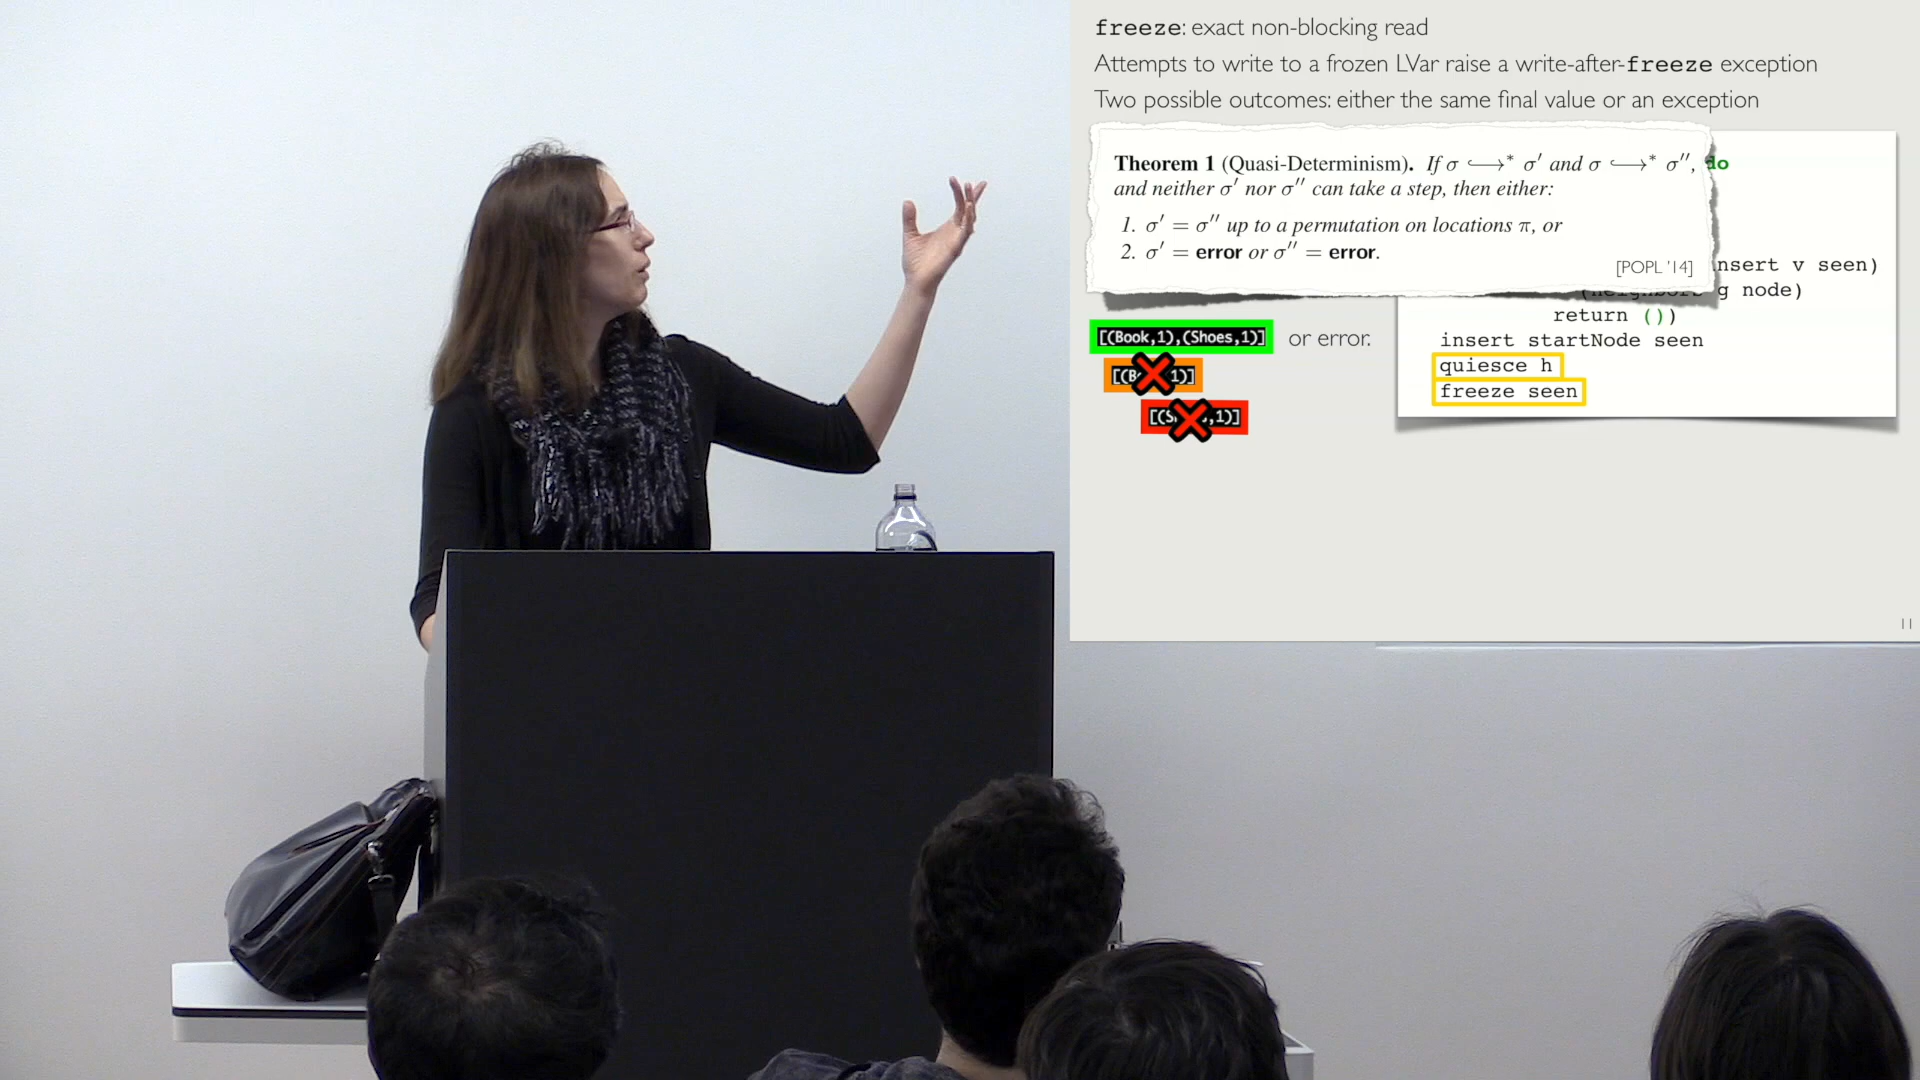 freeze: exact non-blocking read
Attempts to write to a frozen LVar raise a write-after-freeze exception
Two possible outcomes: either the same final value or an exception
Theorem 1 (Quasi-Determinism). If σ ↪→* σ′ and σ ↪→* σ″,
and neither σ′ nor σ″ can take a step, then either:
1. σ′ = σ″ up to a permutation on locations π, or
2. σ′ = error or σ″ = error.
[POPL '14]
do
nsert v seen)
g node)
return ())
insert startNode seen
quiesce h
freeze seen
[(Book,1),(Shoes,1)] or error.
[(B 1)]
[(S ,1)]
11